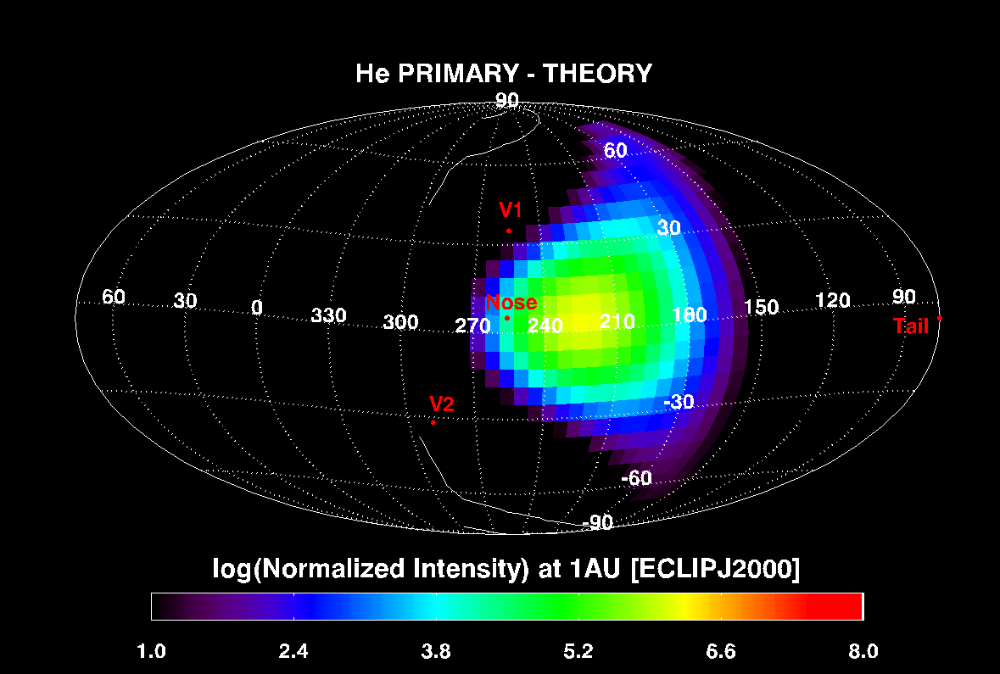 He PRIMARY - THEORY
90
60
V1
30
Nose
60 30 0 330 300 270 240 210 180 150 120 90
Tail
V2
-30
-60
-90
log(Normalized Intensity) at 1AU [ECLIPJ2000]
1.0 2.4 3.8 5.2 6.6 8.0